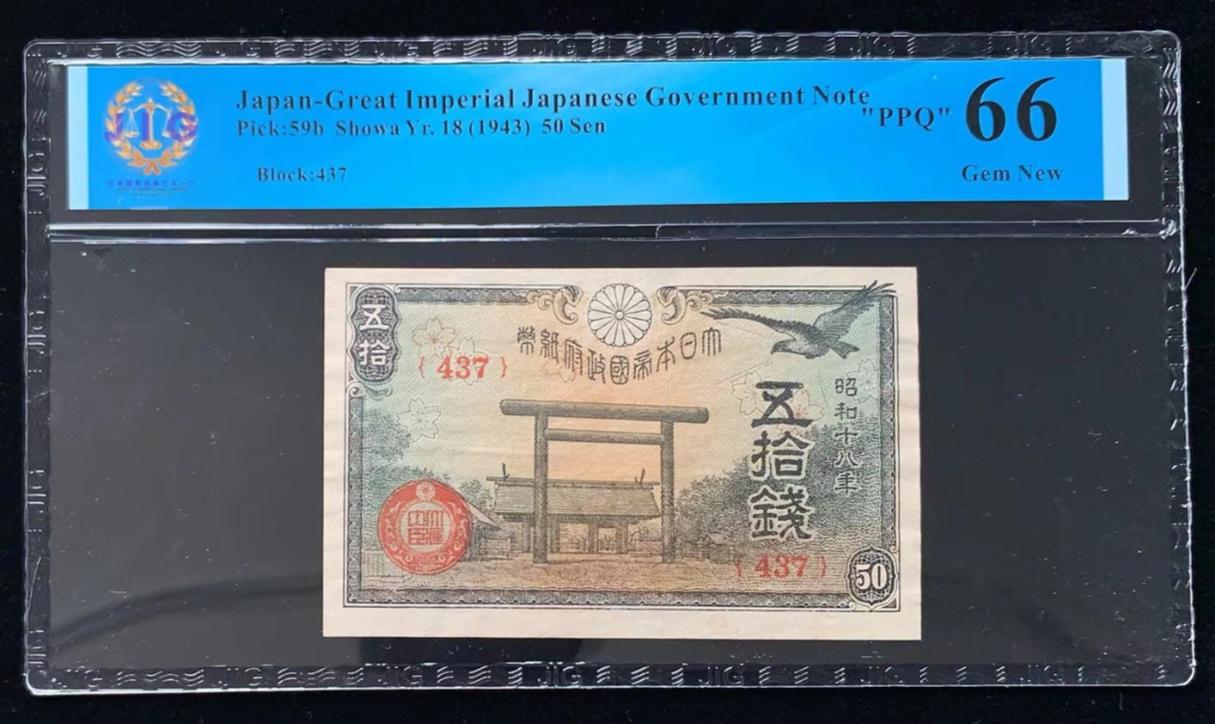 Japan-Great Imperial Japanese Government Note
Pick:59b Showa Yr. 18 (1943) 50 Sen
Block:437
"PPQ" 66
Gem New
JIG
五拾
大日本帝國政府紙幣
{ 437 }
昭和十八年
五拾錢
{ 437 }
50